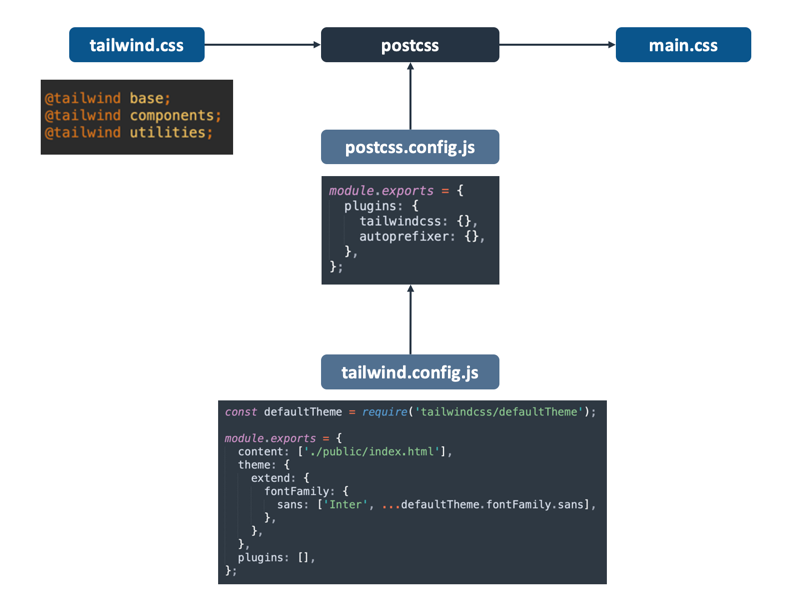 tailwind.css
postcss
main.css
@tailwind base;
@tailwind components;
@tailwind utilities;
postcss.config.js
module.exports = {
  plugins: {
    tailwindcss: {},
    autoprefixer: {},
  },
};
tailwind.config.js
const defaultTheme = require('tailwindcss/defaultTheme');
module.exports = {
  content: ['./public/index.html'],
  theme: {
    extend: {
      fontFamily: {
        sans: ['Inter', ...defaultTheme.fontFamily.sans],
      },
    },
  },
  plugins: [],
};